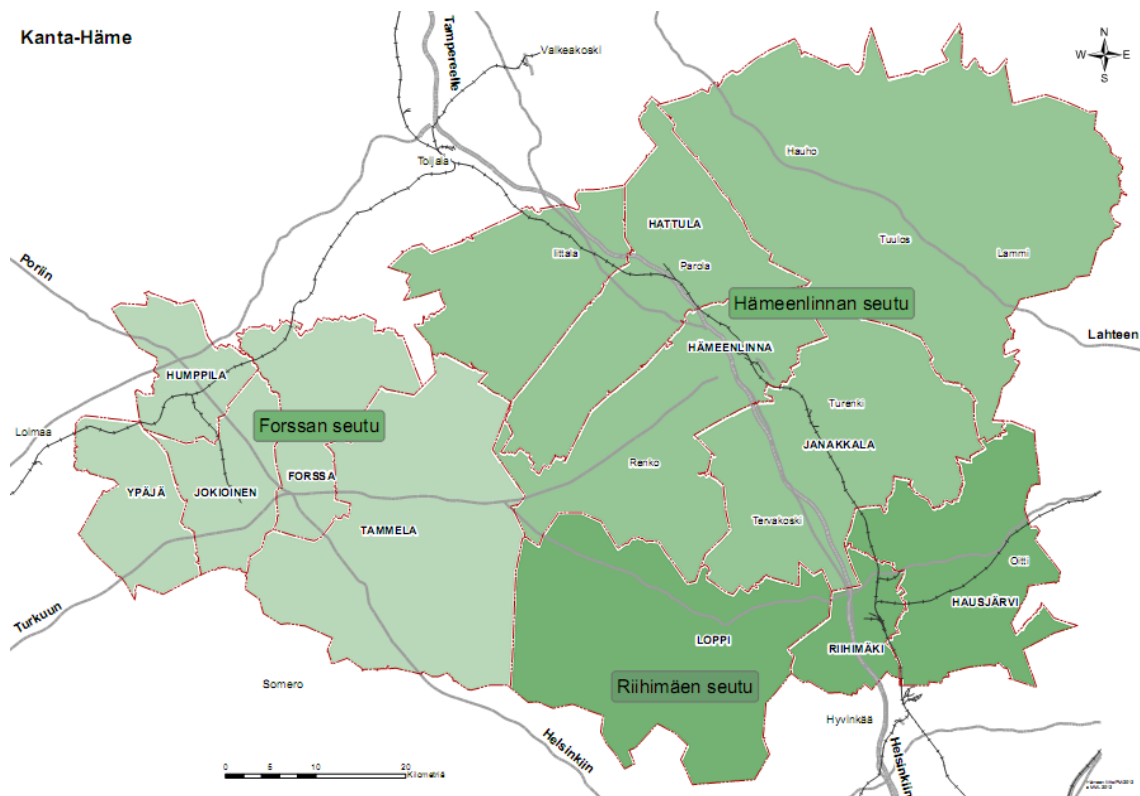 Kanta-Häme
N
W E
S
Tampereelle
Valkeakoski
Toijala
Hauho
HATTULA
Iittala
Tuulos
Lammi
Parola
Poriin
Hämeenlinnan seutu
Lahteen
HÄMEENLINNA
HUMPPILA
Turenki
Forssan seutu
Loimaa
JANAKKALA
Renko
FORSSA
YPÄJÄ
JOKIOINEN
Tervakoski
TAMMELA
Oitti
HAUSJÄRVI
Turkuun
LOPPI
RIIHIMÄKI
Somero
Riihimäen seutu
Hyvinkää
Helsinkiin
Helsinkiin
0 5 10 20
Kilometriä